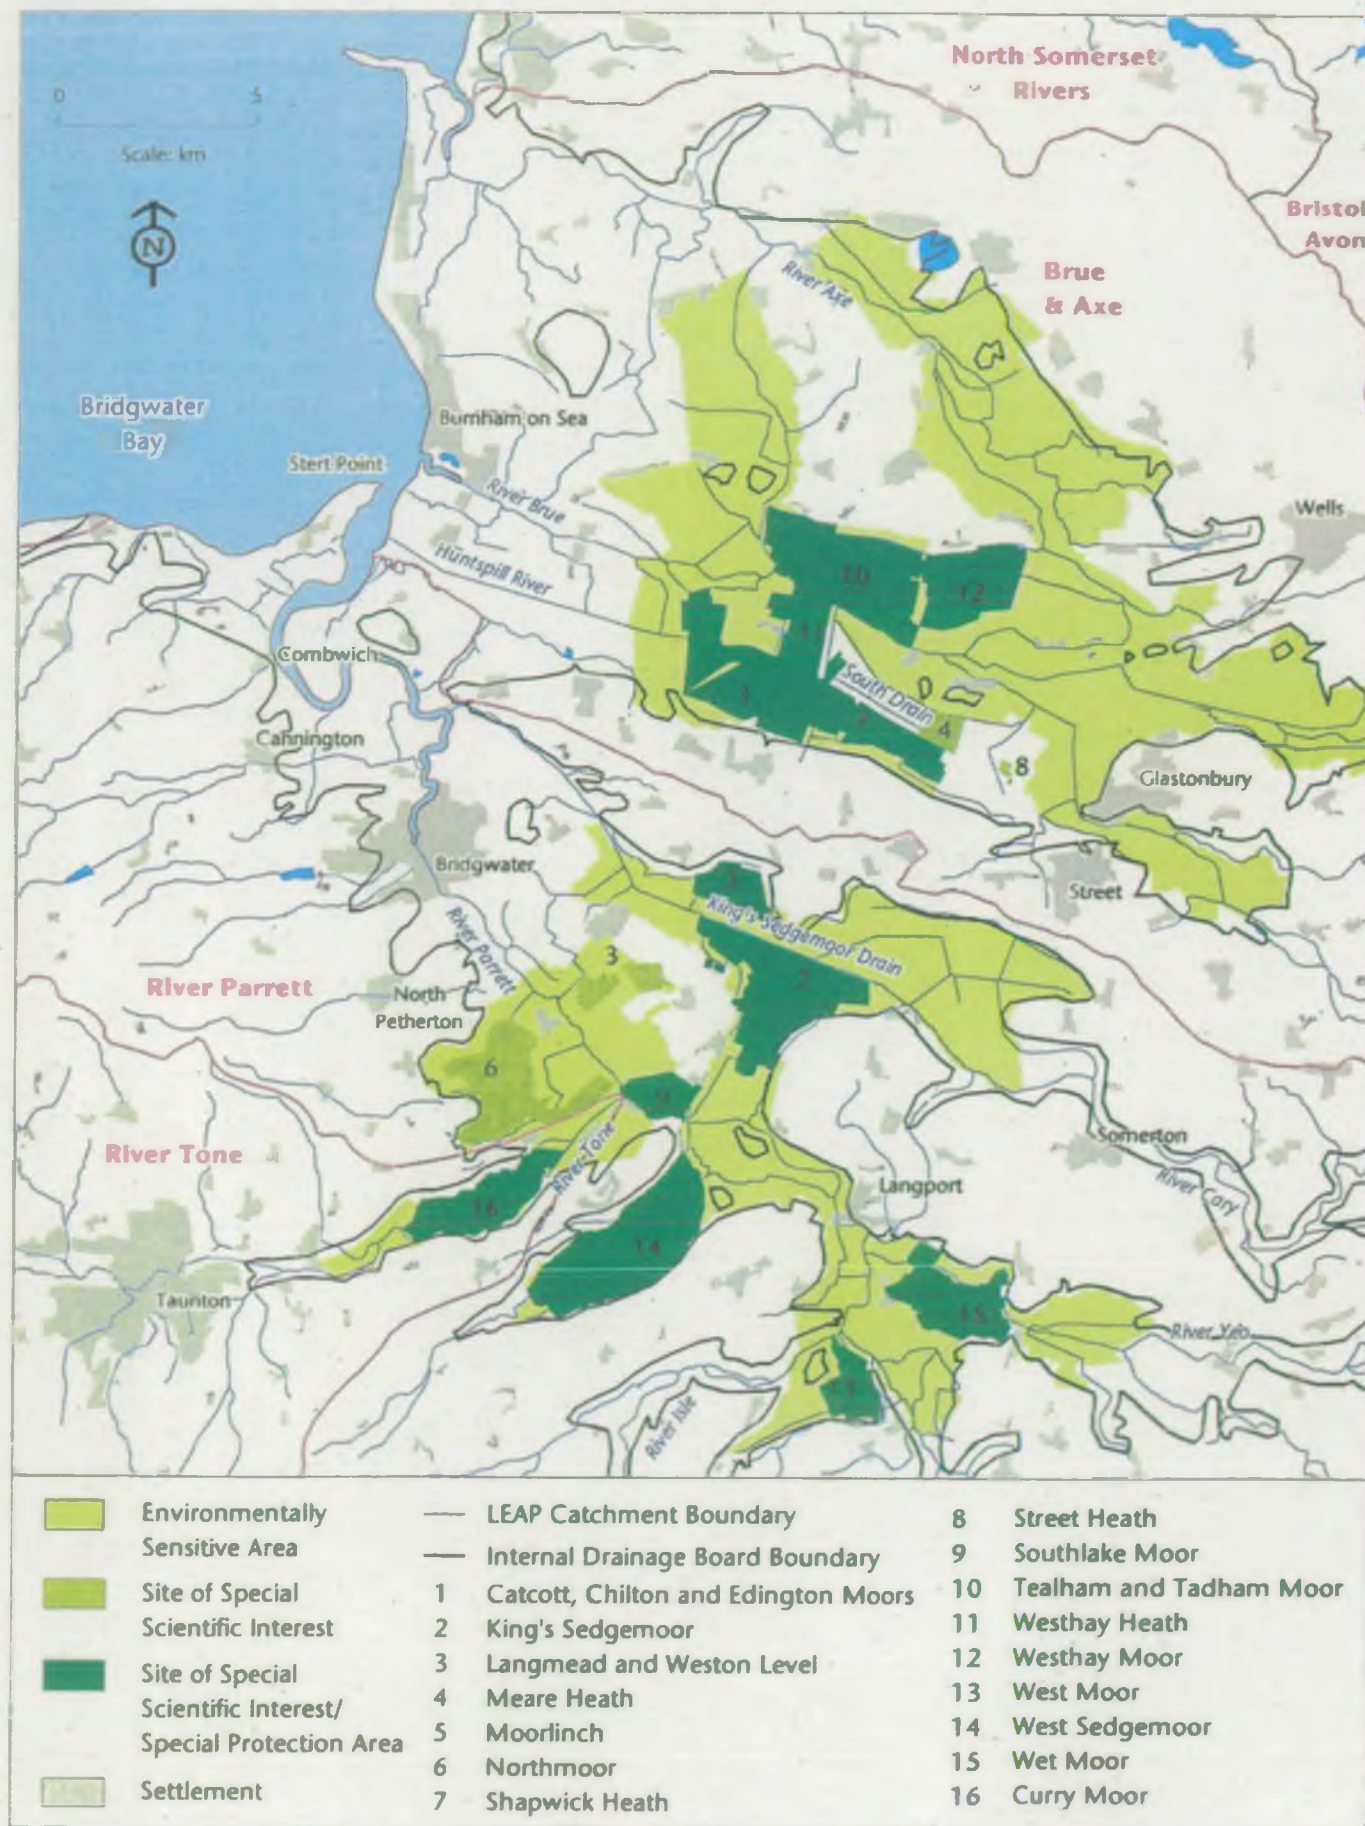 North Somerset
Rivers
0 5
Scale: km
N
Bristol
Avon
Brue
& Axe
River Axe
Bridgwater
Bay
Burnham on Sea
Stert Point
River Brue
Wells
Huntspill River
10
12
11
Combwich
South Drain
1
7
4
Cannington
8
Glastonbury
Bridgwater
5
Street
King's Sedgemoor Drain
River Parrett
3
2
River Parrett
North
Petherton
6
9
River Tone
River Tone
Somerton
16
Langport
River Cary
14
Taunton
15
River Yeo
13
River Isle
Environmentally
Sensitive Area
Site of Special
Scientific Interest
Site of Special
Scientific Interest/
Special Protection Area
Settlement
LEAP Catchment Boundary
Internal Drainage Board Boundary
1 Catcott, Chilton and Edington Moors
2 King's Sedgemoor
3 Langmead and Weston Level
4 Meare Heath
5 Moorlinch
6 Northmoor
7 Shapwick Heath
8 Street Heath
9 Southlake Moor
10 Tealham and Tadham Moor
11 Westhay Heath
12 Westhay Moor
13 West Moor
14 West Sedgemoor
15 Wet Moor
16 Curry Moor